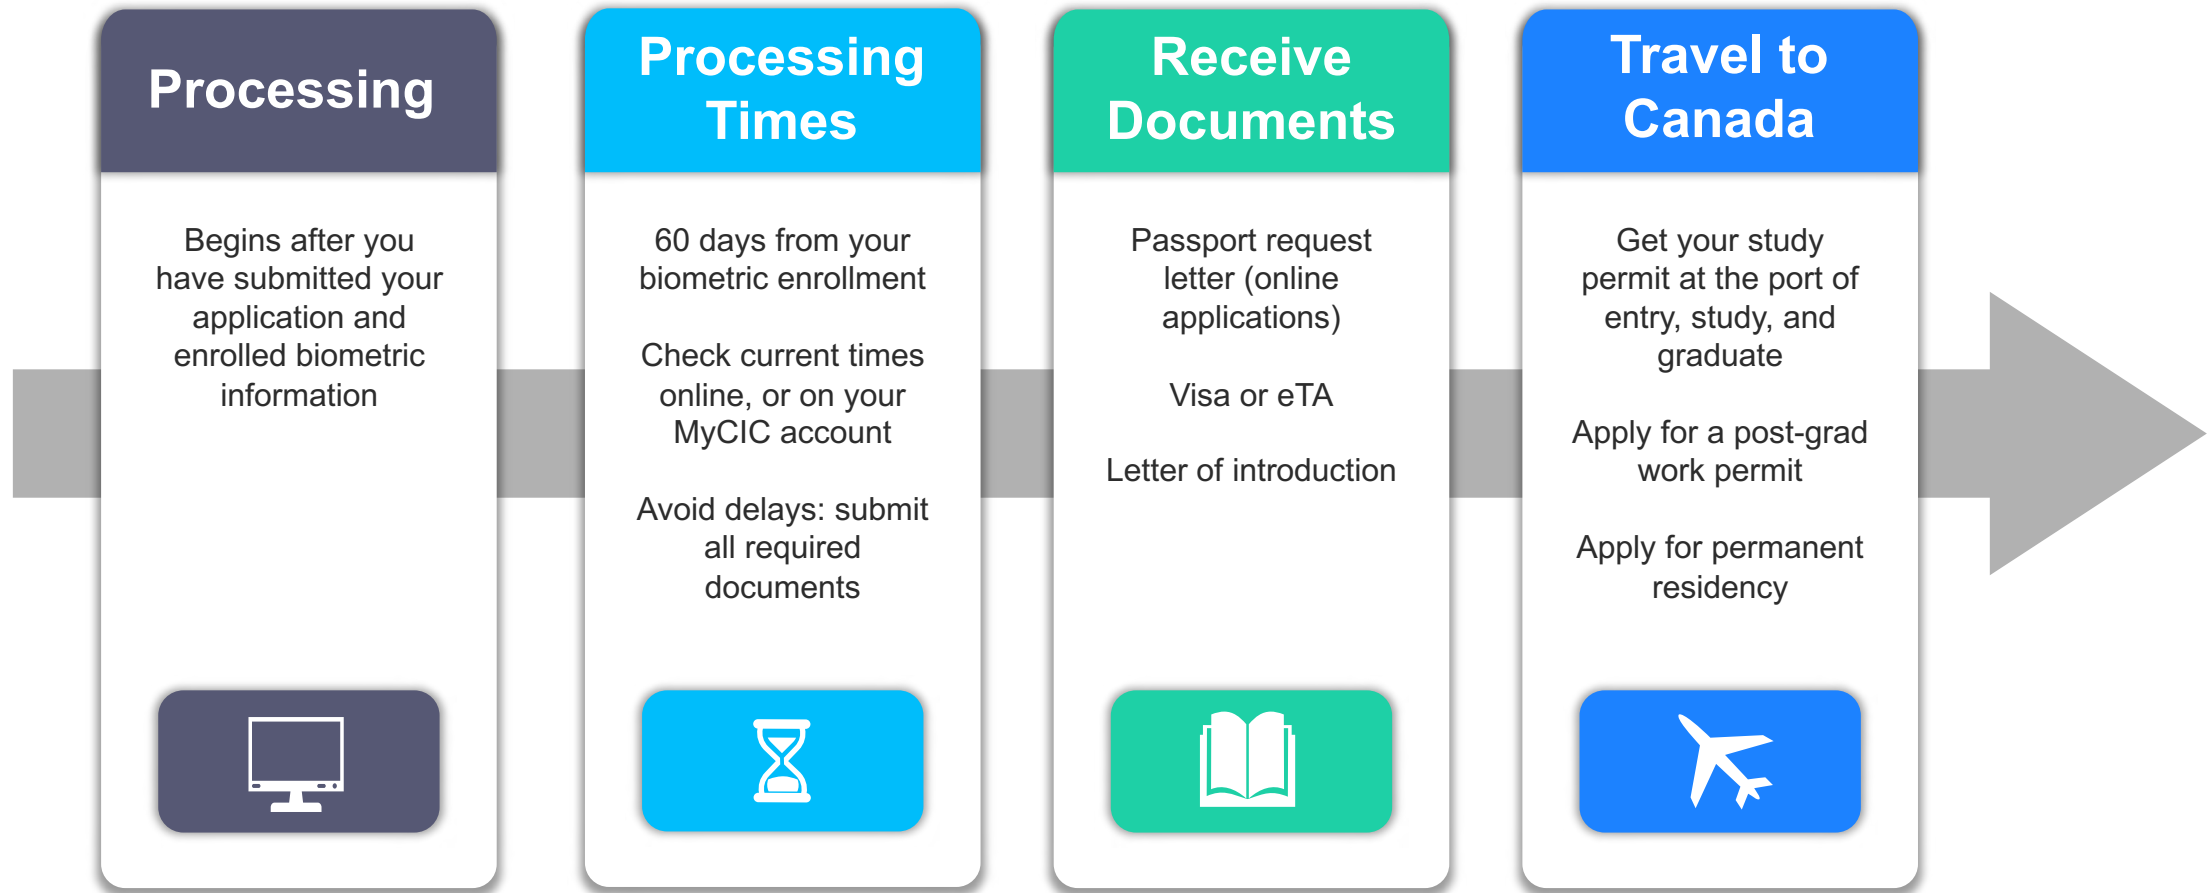 Processing
Begins after you
have submitted your
application and
enrolled biometric
information
Processing
Times
60 days from your
biometric enrollment
Check current times
online, or on your
MyCIC account
Avoid delays: submit
all required
documents
Receive
Documents
Passport request
letter (online
applications)
Visa or eTA
Letter of introduction
Travel to
Canada
Get your study
permit at the port of
entry, study, and
graduate
Apply for a post-grad
work permit
Apply for permanent
residency